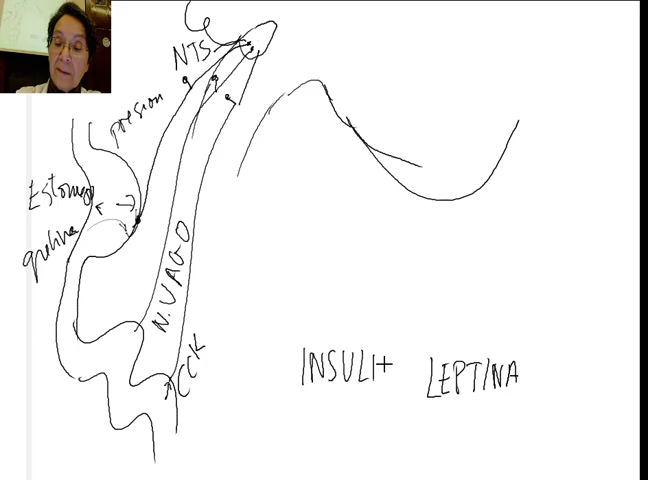 NTS
presion
Estomago
grelina
N. VAGO
CCK
INSULI+ LEPTINA